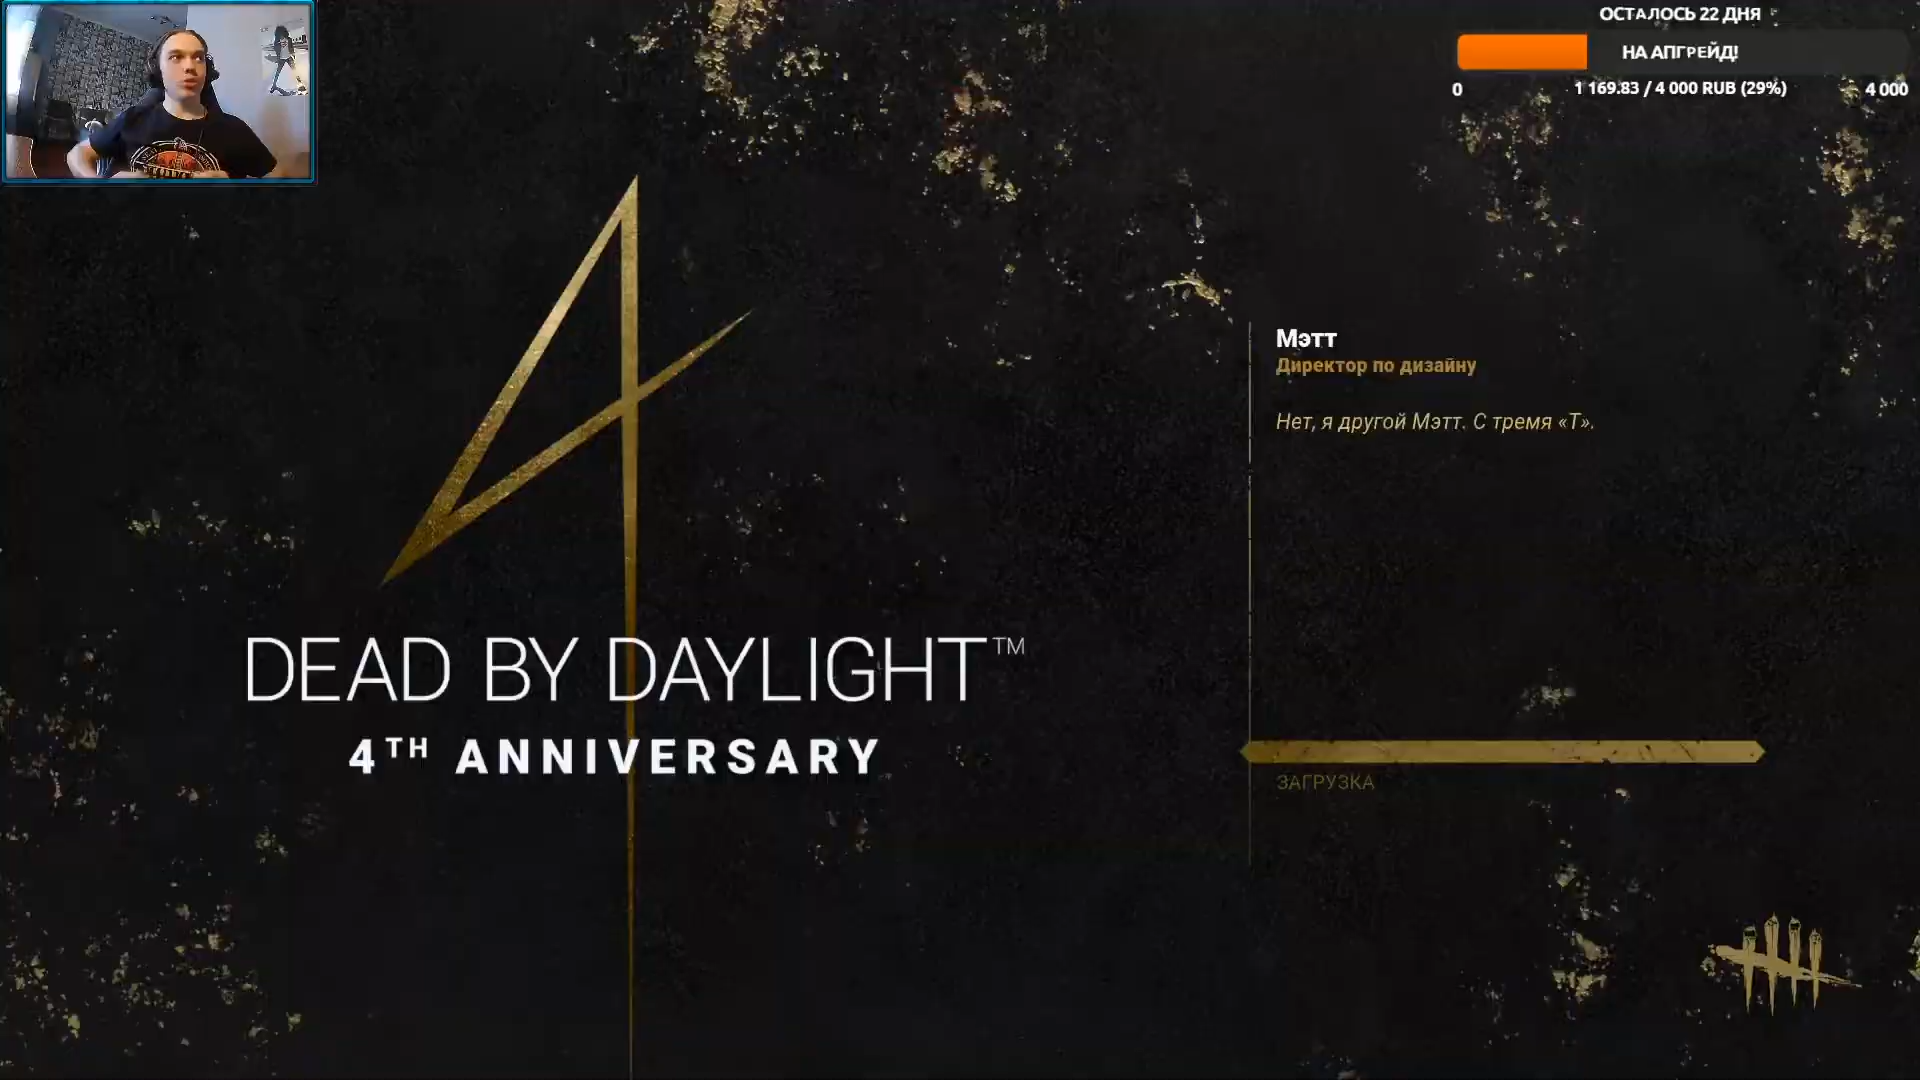 ОСТАЛОСЬ 22 ДНЯ
НА АПГРЕЙД!
0
1 169.83 / 4 000 RUB (29%)
4 000
Мэтт
Директор по дизайну
Нет, я другой Мэтт. С тремя «Т».
DEAD BY DAYLIGHT™
4TH ANNIVERSARY
ЗАГРУЗКА